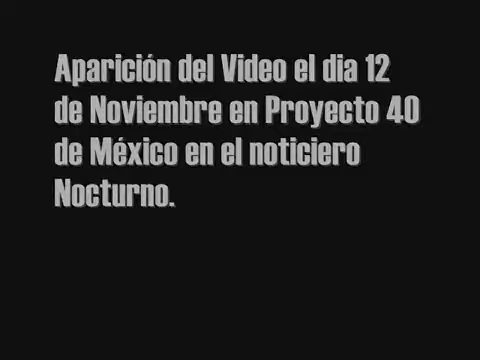 Aparición del Video el dia 12
de Noviembre en Proyecto 40
de México en el noticiero
Nocturno.